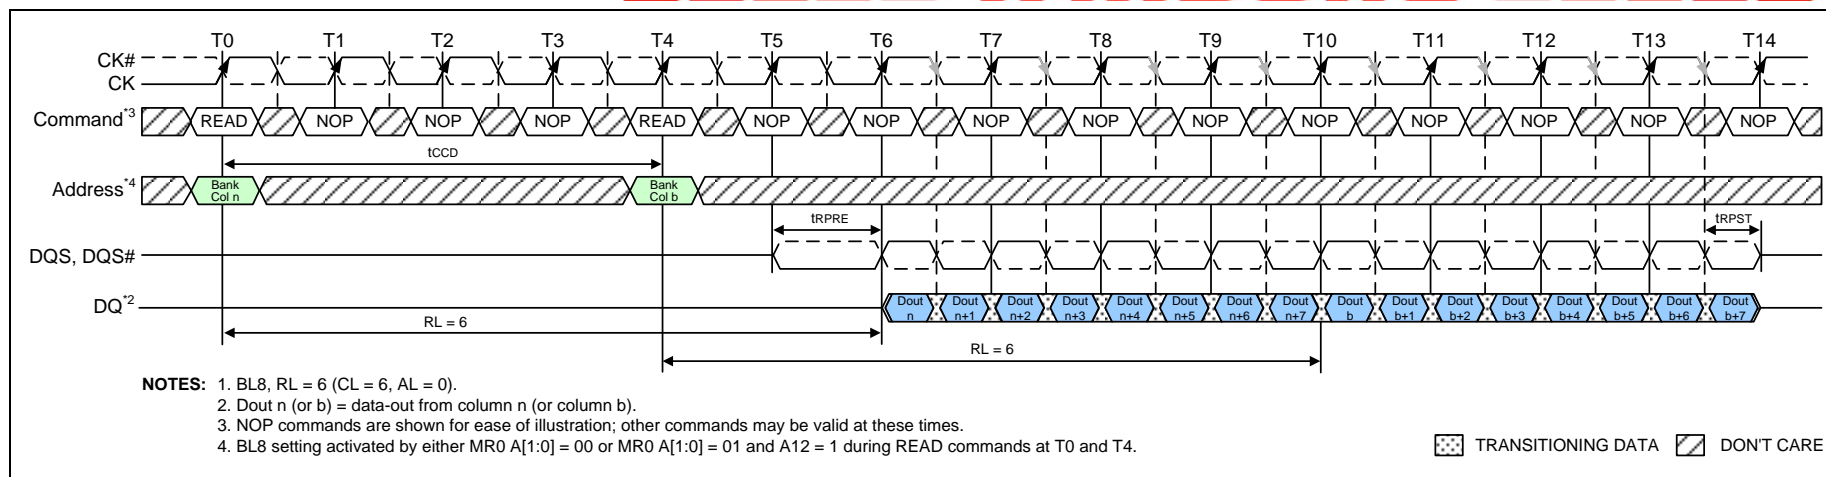 T0 T1 T2 T3 T4 T5 T6 T7 T8 T9 T10 T11 T12 T13 T14
CK#
CK
Command*3 READ NOP NOP NOP READ NOP NOP NOP NOP NOP NOP NOP NOP NOP NOP
tCCD
Address*4 Bank Col n Bank Col b
tRPRE tRPST
DQS, DQS#
DQ*2 Dout n Dout n+1 Dout n+2 Dout n+3 Dout n+4 Dout n+5 Dout n+6 Dout n+7 Dout b Dout b+1 Dout b+2 Dout b+3 Dout b+4 Dout b+5 Dout b+6 Dout b+7
RL = 6
RL = 6
NOTES: 1. BL8, RL = 6 (CL = 6, AL = 0).
2. Dout n (or b) = data-out from column n (or column b).
3. NOP commands are shown for ease of illustration; other commands may be valid at these times.
4. BL8 setting activated by either MR0 A[1:0] = 00 or MR0 A[1:0] = 01 and A12 = 1 during READ commands at T0 and T4.
TRANSITIONING DATA DON'T CARE